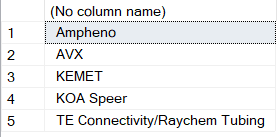 (No column name)
1 Ampheno
2 AVX
3 KEMET
4 KOA Speer
5 TE Connectivity/Raychem Tubing